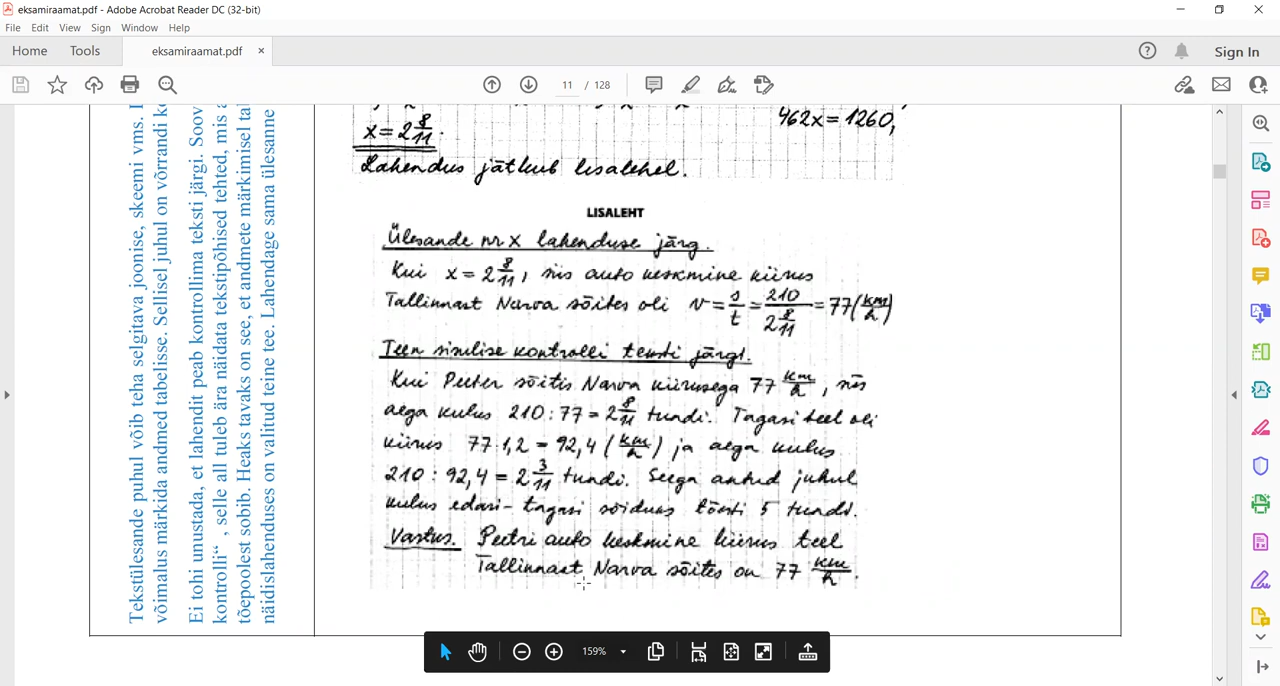 eksamiraamat.pdf - Adobe Acrobat Reader DC (32-bit)
File Edit View Sign Window Help
Home Tools eksamiraamat.pdf × Sign In
11 / 128
Tekstülesande puhul võib teha selgitava joonise, skeemi vms.
võimalus märkida andmed tabelisse. Sellisel juhul on võrrandi
Ei tohi unustada, et lahendit peab kontrollima teksti järgi. Soov
kontrolli“ , selle all tuleb ära näidata tekstipõhised tehted, mis
tõepoolest sobib. Heaks tavaks on see, et andmete märkimisel
näidislahenduses on valitud teine tee. Lahendage sama ülesanne
462x = 1260,
x = 2 8/11.
Lahendus jätkub lisalehel.
LISALEHT
Ülesande nr X lahenduse järg.
Kui x = 2 8/11, siis auto keskmine kiirus
Tallinnast Narva sõites oli v = s/t = 210/(2 8/11) = 77 (km/h)
Teen sisulise kontrolli teksti järgi.
Kui Peeter sõitis Narva kiirusega 77 km/h, siis
aega kulus 210 : 77 = 2 8/11 tundi. Tagasi teel oli
kiirus 77·1,2 = 92,4 (km/h) ja aega kulus
210 : 92,4 = 2 3/11 tundi. Seega antud juhul
kulus edasi-tagasi sõiduks tõesti 5 tundi.
Vastus. Peetri auto keskmine kiirus teel
Tallinnast Narva sõites on 77 km/h.
159%